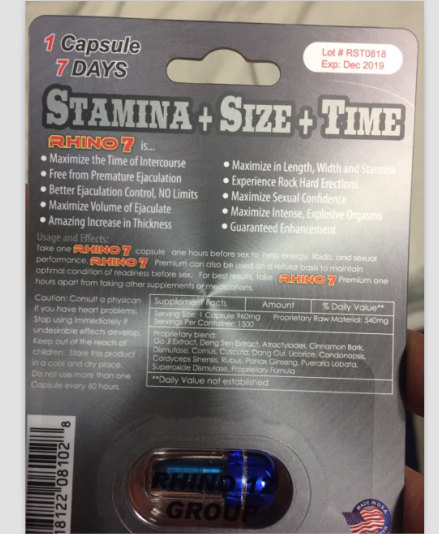 1 Capsule
7 DAYS
Lot # RST0818
Exp: Dec 2019
STAMINA + SIZE + TIME
RHINO 7 is...
• Maximize the Time of Intercourse
• Free from Premature Ejaculation
• Better Ejaculation Control, NO Limits
• Maximize Volume of Ejaculate
• Amazing Increase in Thickness
• Maximize in Length, Width and Stamina
• Experience Rock Hard Erections
• Maximize Sexual Confidence
• Maximize Intense, Explosive Orgasms
• Guaranteed Enhancement
Usage and Effects:
Take one RHINO 7 capsule one hours before sex to help energy, libido, and sexual
performance. RHINO 7 Premium can also be used on a regular base to maintain
optimal condition of readiness before sex. For best results, take RHINO 7 Premium one
hours apart from taking other supplements or medications.
Caution: Consult a physician
if you have heart problems,
Stop using immediately if
undesirable effects develop.
Keep out of the reach of
children. Store this product
in a cool and dry place.
Do not use more than one
Capsule every 60 hours.
Supplement Facts Amount % Daily Value**
Serving Size: 1 Capsule 960mg Proprietary Raw Material: 540mg
Servings Per Container: 1500
Proprietary blend:
Go Ji Extract, Deng Sen Extract, Atractylodes, Cinnamon Bark,
Dismutase, Cornus, Cuscuta, Dang Gui, Licorice, Condonopsis,
Cordyceps Sinensis, Rubus, Panax Ginseng, Pueraria Lobata,
Superoxide Dismutase, Proprietary Fomula
**Daily Value not established
18122 08102 8
RHINO
GROUP
MADE IN U.S.A.